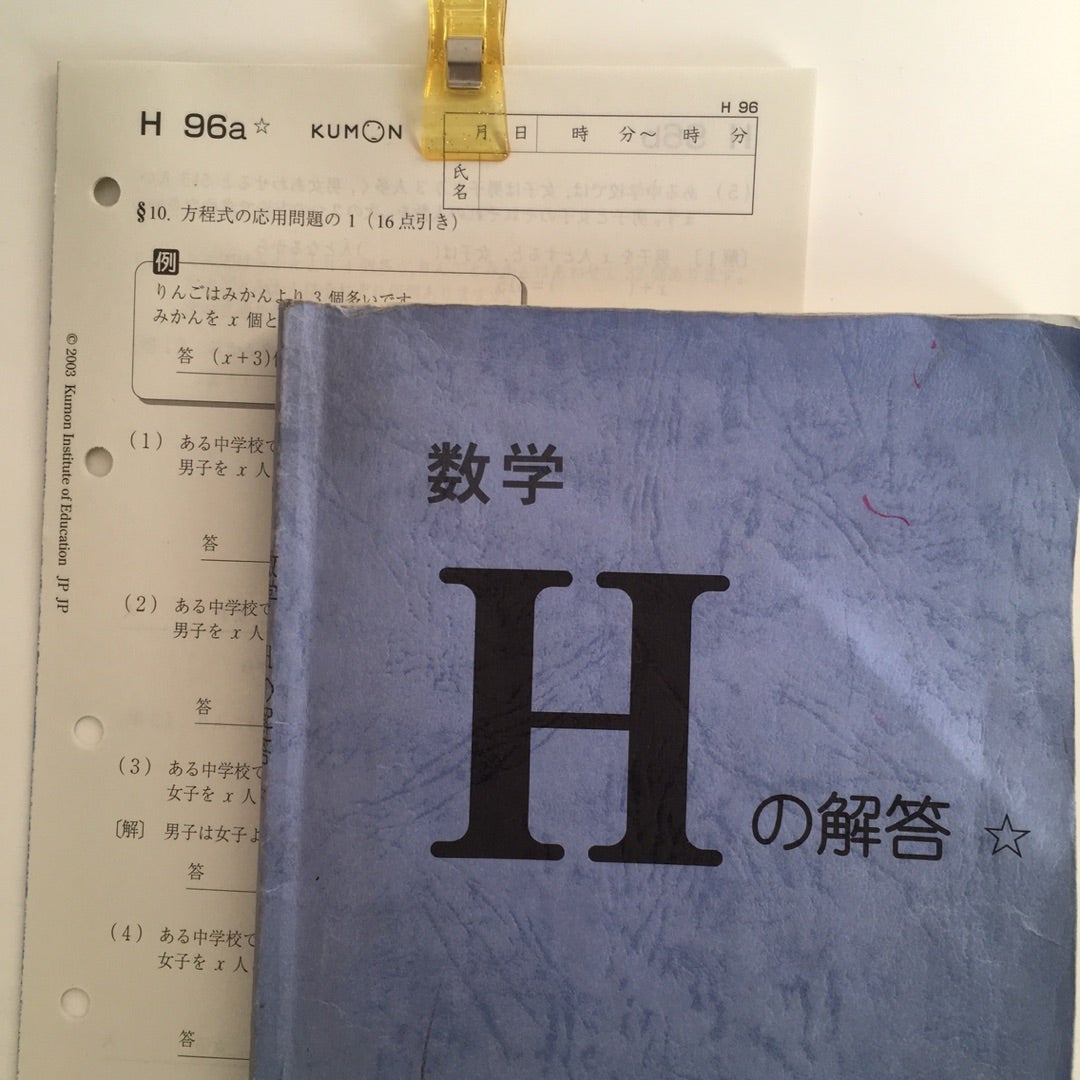 H 96
H 96a☆ KUMON 月 日 時 分〜 時 分
氏名
§10. 方程式の応用問題の 1（16点引き）
例
りんごはみかんより 3 個多いです
みかんを x 個と
答 (x+3)
（1） ある中学校で
男子を x 人
答
（2） ある中学校で
男子を x 人
答
（3） ある中学校で
女子を x 人
〔解〕 男子は女子よ
答
（4） ある中学校で
女子を x 人
答
© 2003 Kumon Institute of Education JP JP
数学
H の解答 ☆